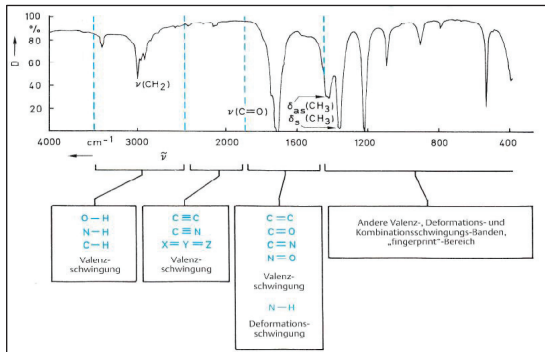 100
%
80
60
40
20
D
ν(CH₂)
ν(C=O)
δas(CH₃)
δs(CH₃)
4000
cm⁻¹
3000
2000
1600
1200
800
400
ν̃
O−H
N−H
C−H
Valenz-
schwingung
C≡C
C≡N
X=Y=Z
Valenz-
schwingung
C=C
C=O
C=N
N=O
Valenz-
schwingung
N−H
Deformations-
schwingung
Andere Valenz-, Deformations- und
Kombinationsschwingungs-Banden,
„fingerprint"-Bereich